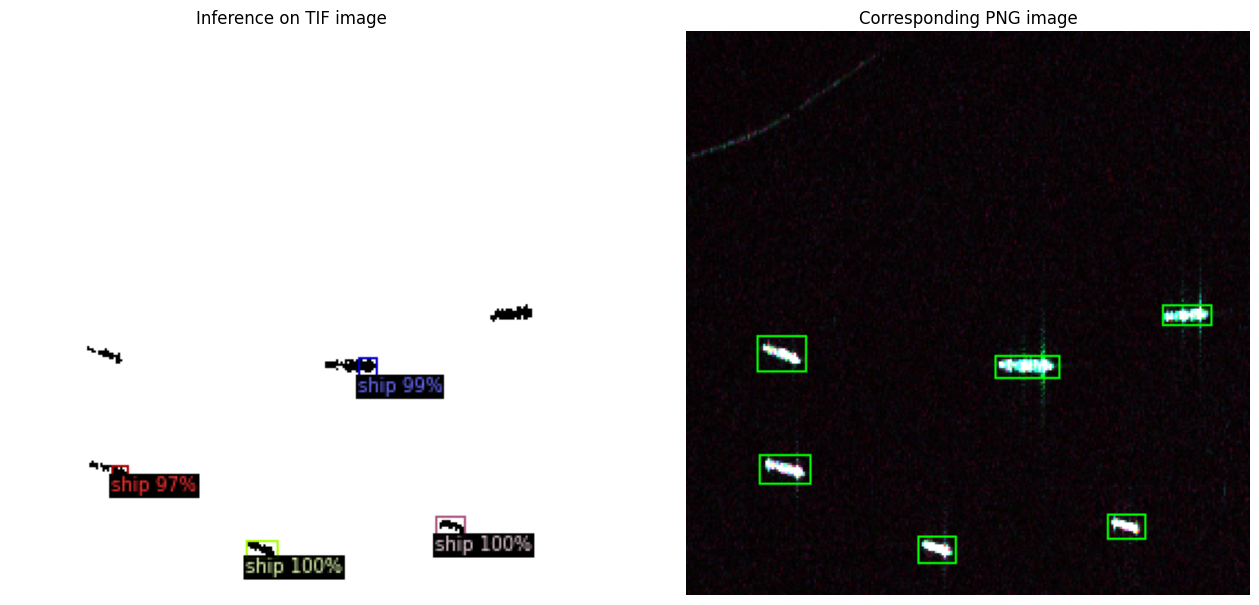 Inference on TIF image
Corresponding PNG image
ship 99%
ship 97%
ship 100%
ship 100%